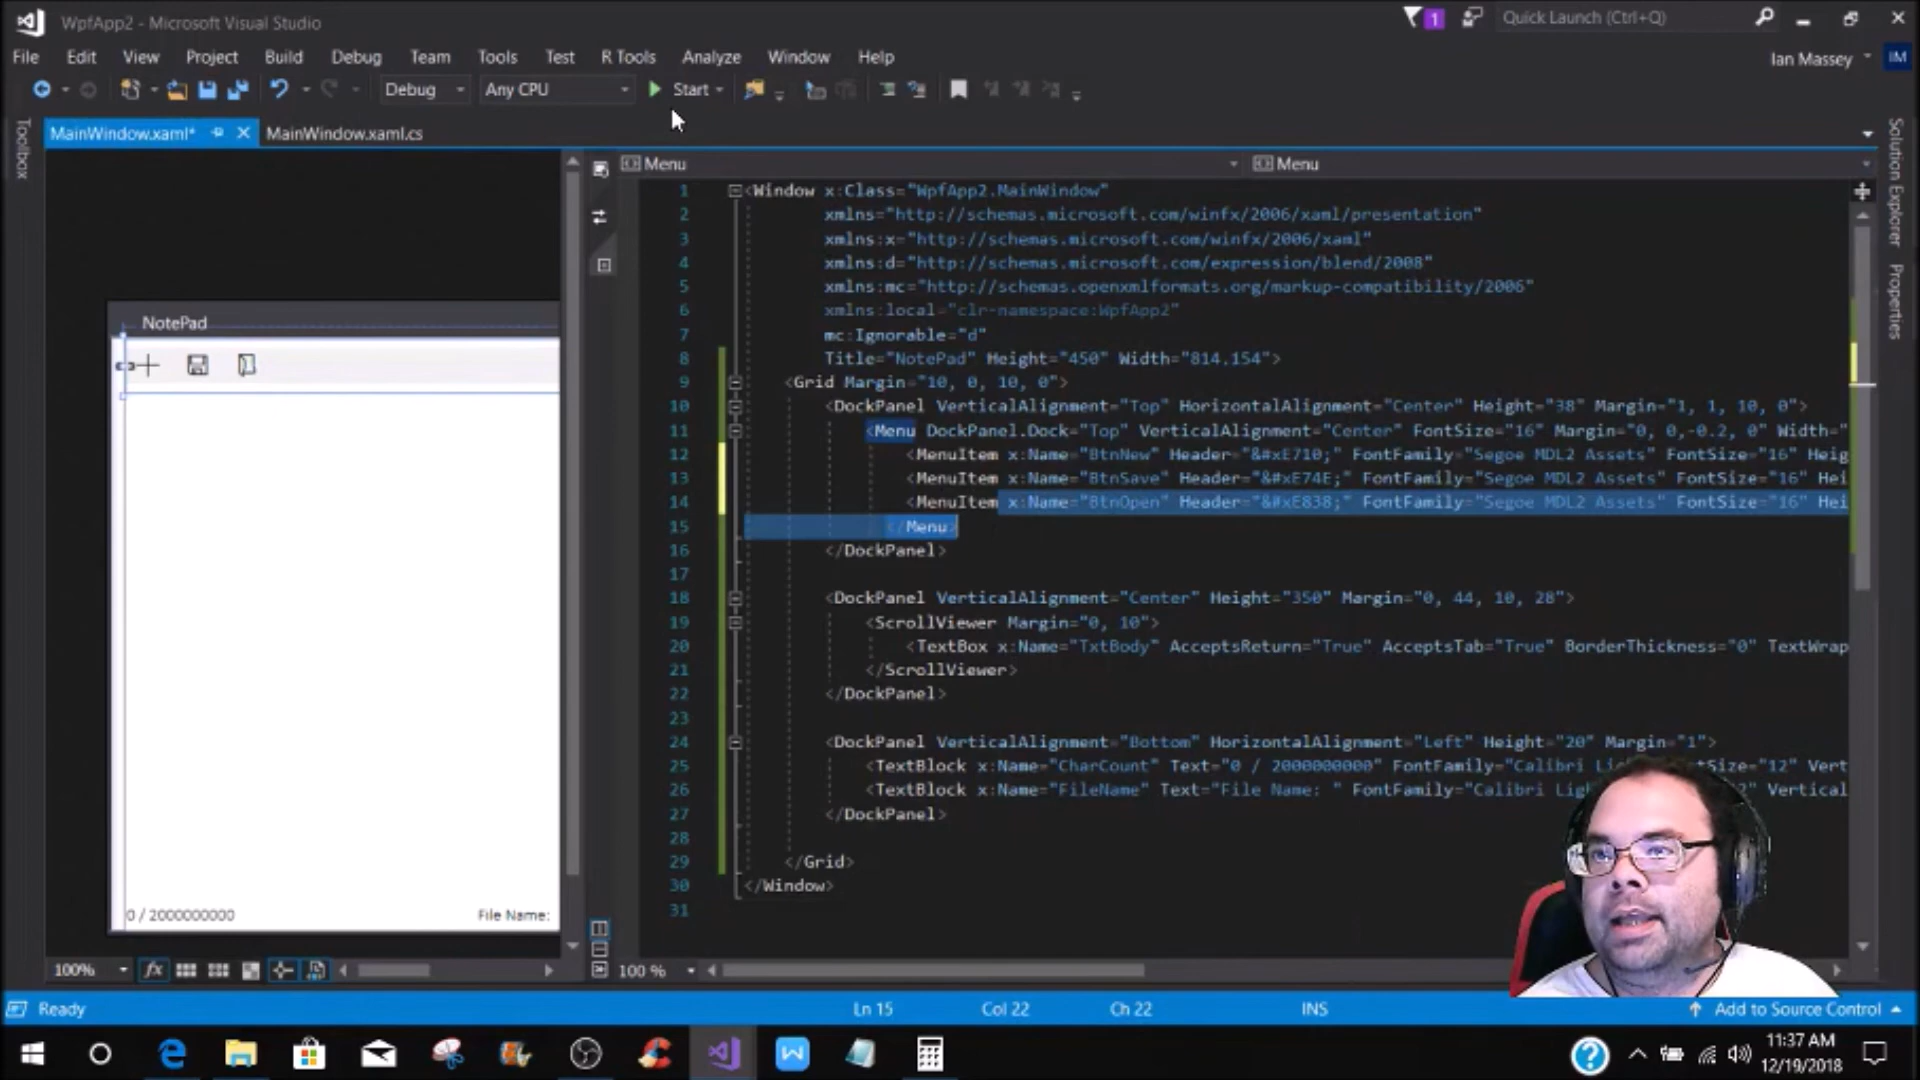 WpfApp2 - Microsoft Visual Studio
1
Quick Launch (Ctrl+Q)
File Edit View Project Build Debug Team Tools Test R Tools Analyze Window Help
Ian Massey
IM
Debug
Any CPU
Start
Toolbox
MainWindow.xaml*
MainWindow.xaml.cs
Solution Explorer
Properties
NotePad
0 / 2000000000
File Name:
100%
Menu
Menu
1 <Window x:Class="WpfApp2.MainWindow"
2 xmlns="http://schemas.microsoft.com/winfx/2006/xaml/presentation"
3 xmlns:x="http://schemas.microsoft.com/winfx/2006/xaml"
4 xmlns:d="http://schemas.microsoft.com/expression/blend/2008"
5 xmlns:mc="http://schemas.openxmlformats.org/markup-compatibility/2006"
6 xmlns:local="clr-namespace:WpfApp2"
7 mc:Ignorable="d"
8 Title="NotePad" Height="450" Width="814.154">
9 <Grid Margin="10, 0, 10, 0">
10 <DockPanel VerticalAlignment="Top" HorizontalAlignment="Center" Height="38" Margin="1, 1, 10, 0">
11 <Menu DockPanel.Dock="Top" VerticalAlignment="Center" FontSize="16" Margin="0, 0,-0.2, 0" Width="
12 <MenuItem x:Name="BtnNew" Header="&#xE710;" FontFamily="Segoe MDL2 Assets" FontSize="16" Heig
13 <MenuItem x:Name="BtnSave" Header="&#xE74E;" FontFamily="Segoe MDL2 Assets" FontSize="16" Hei
14 <MenuItem x:Name="BtnOpen" Header="&#xE838;" FontFamily="Segoe MDL2 Assets" FontSize="16" Hei
15 </Menu>
16 </DockPanel>
17
18 <DockPanel VerticalAlignment="Center" Height="350" Margin="0, 44, 10, 28">
19 <ScrollViewer Margin="0, 10">
20 <TextBox x:Name="TxtBody" AcceptsReturn="True" AcceptsTab="True" BorderThickness="0" TextWrap
21 </ScrollViewer>
22 </DockPanel>
23
24 <DockPanel VerticalAlignment="Bottom" HorizontalAlignment="Left" Height="20" Margin="1">
25 <TextBlock x:Name="CharCount" Text="0 / 2000000000" FontFamily="Calibri Li tSize="12" Vert
26 <TextBlock x:Name="FileName" Text="File Name: " FontFamily="Calibri Lig 2" Vertical
27 </DockPanel>
28
29 </Grid>
30 </Window>
31
100 %
Ready
Ln 15
Col 22
Ch 22
INS
Add to Source Control
11:37 AM
12/19/2018